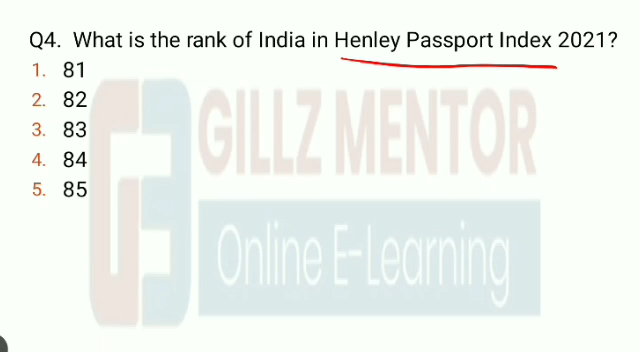 Q4. What is the rank of India in Henley Passport Index 2021?
1. 81
2. 82
3. 83
4. 84
5. 85
GILLZ MENTOR
Online E-Learning